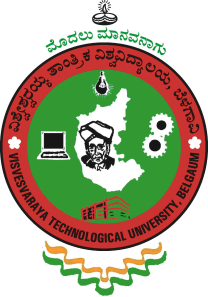 ಮೊದಲು ಮಾನವನಾಗು
ವಿಶ್ವೇಶ್ವರಯ್ಯ ತಾಂತ್ರಿಕ ವಿಶ್ವವಿದ್ಯಾಲಯ, ಬೆಳಗಾವಿ
VISVESVARAYA TECHNOLOGICAL UNIVERSITY, BELGAUM